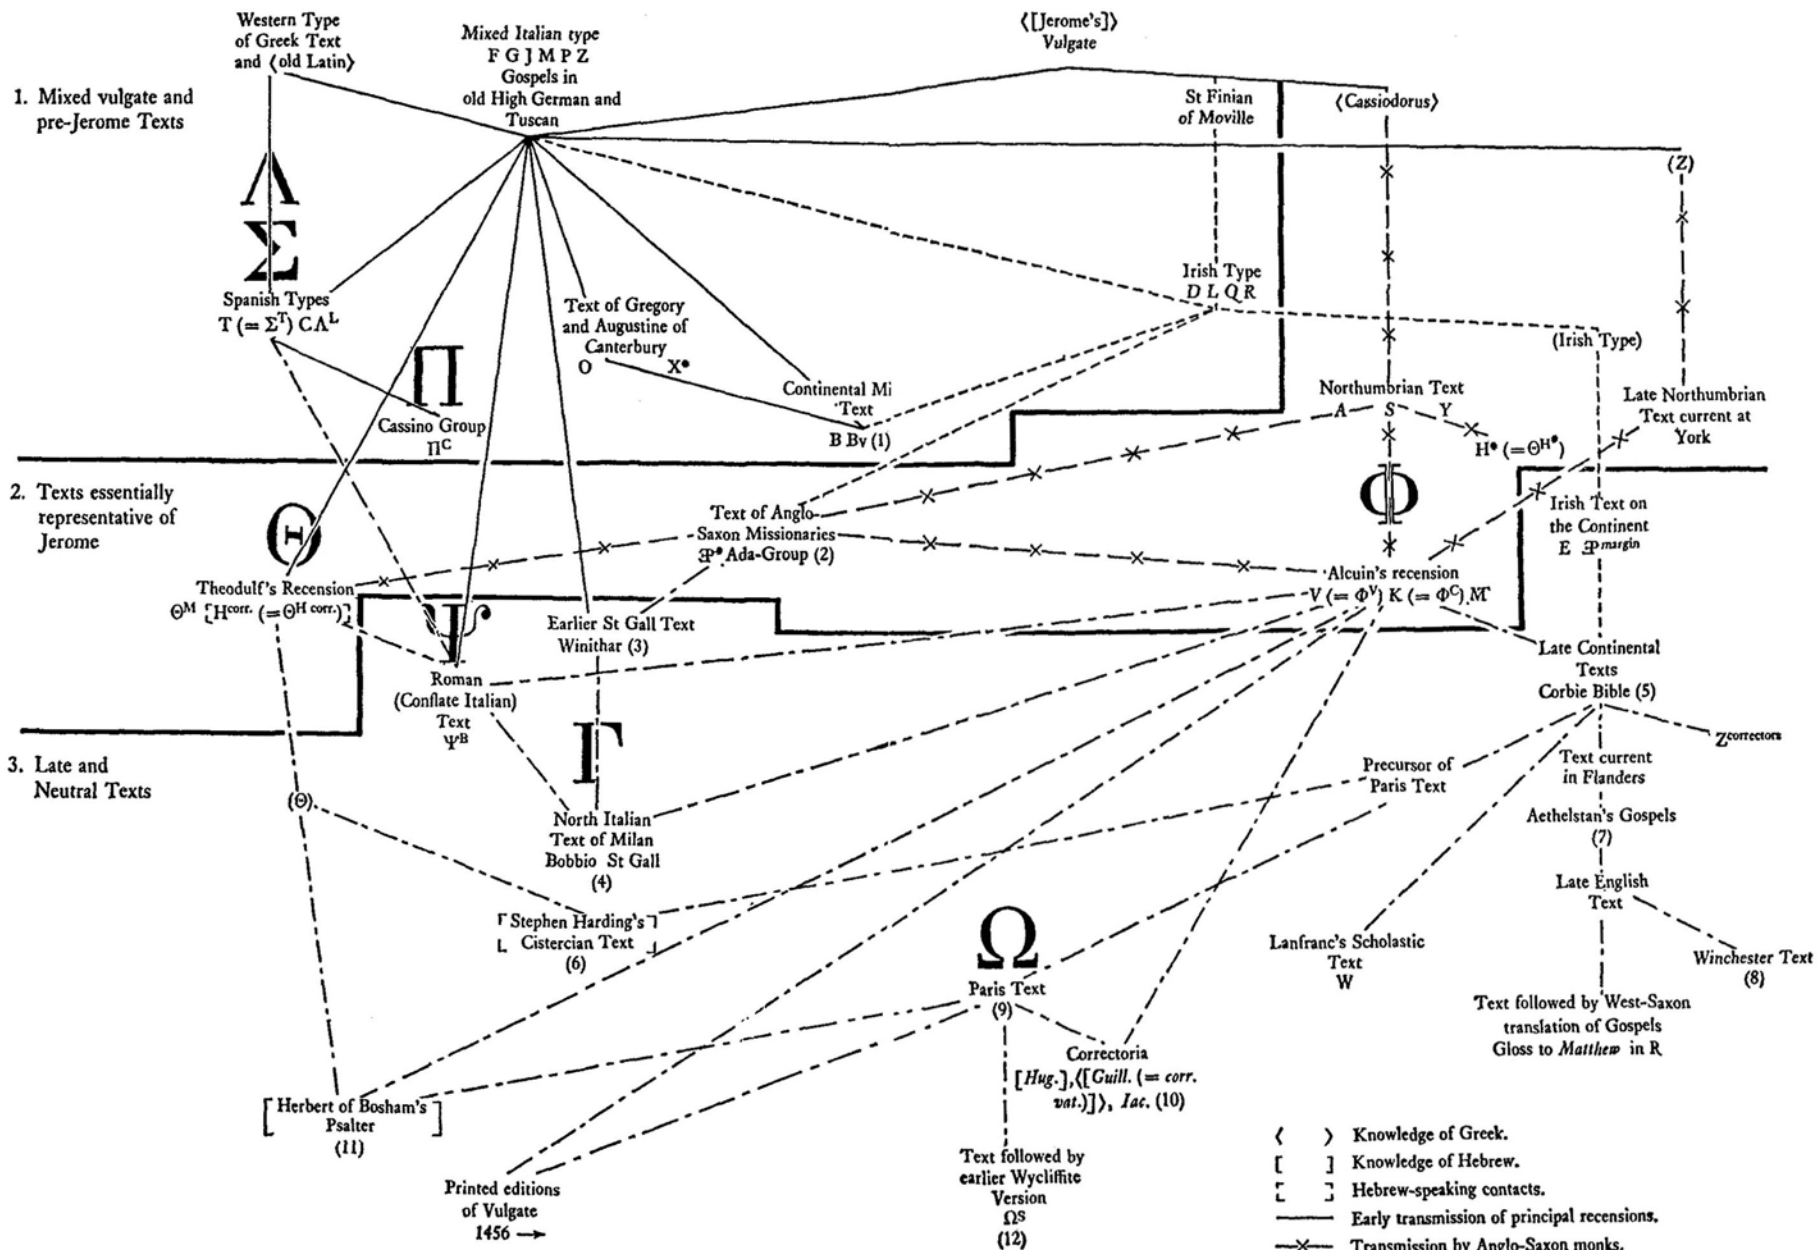 Western Type
of Greek Text
and ⟨old Latin⟩
Mixed Italian type
F G J M P Z
Gospels in
old High German and
Tuscan
⟨[Jerome's]⟩
Vulgate
1. Mixed vulgate and
pre-Jerome Texts
St Finian
of Moville
⟨Cassiodorus⟩
(Z)
Λ
Σ
Spanish Types
T (= Σᵀ) CΛᴸ
Text of Gregory
and Augustine of
Canterbury
O X*
Irish Type
D L Q R
(Irish Type)
Π
Cassino Group
Πᶜ
Continental Mi
Text
B Bv (1)
Northumbrian Text
A S Y
H* (=Θᴴ*)
Late Northumbrian
Text current at
York
2. Texts essentially
representative of
Jerome
Θ
Theodulf's Recension
Θᴹ [Hcorr. (=Θᴴ corr.)]
Text of Anglo-
Saxon Missionaries
Ada-Group (2)
Φ
Irish Text on
the Continent
E margin
Alcuin's recension
V (= Φⱽ) K (= Φᶜ)
Ψ
Earlier St Gall Text
Winithar (3)
Roman
(Conflate Italian)
Text
Ψᴮ
Γ
Late Continental
Texts
Corbie Bible (5)
Zcorrectors
3. Late and
Neutral Texts
(Θ)
North Italian
Text of Milan
Bobbio St Gall
(4)
Precursor of
Paris Text
Text current
in Flanders
Aethelstan's Gospels
(7)
Late English
Text
[Stephen Harding's
Cistercian Text]
(6)
Ω
Paris Text
(9)
Lanfranc's Scholastic
Text
W
Winchester Text
(8)
Text followed by West-Saxon
translation of Gospels
Gloss to Matthew in R
Correctoria
[Hug.],⟨[Guill. (= corr.
vat.)]⟩, Iac. (10)
[Herbert of Bosham's
Psalter]
(11)
Printed editions
of Vulgate
1456 →
Text followed by
earlier Wycliffite
Version
Ωˢ
(12)
⟨ ⟩ Knowledge of Greek.
[ ] Knowledge of Hebrew.
[ ] Hebrew-speaking contacts.
Early transmission of principal recensions.
Transmission by Anglo-Saxon monks.